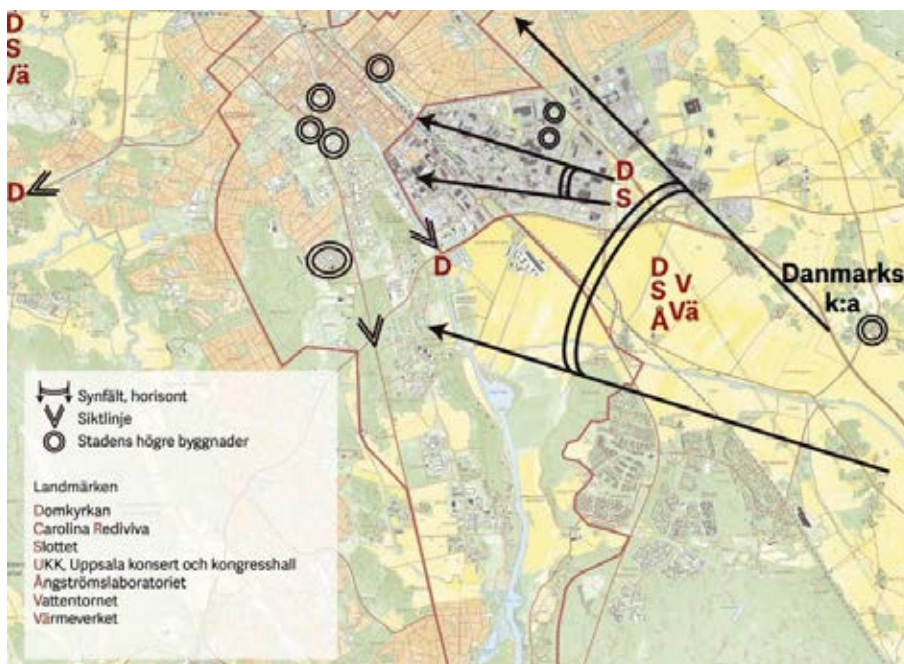 D
S
Vä
D
D
S
D
D
S V
Å Vä
Danmarks
k:a
Synfält, horisont
Siktlinje
Stadens högre byggnader
Landmärken
Domkyrkan
Carolina Rediviva
Slottet
UKK, Uppsala konsert och kongresshall
Ångströmslaboratoriet
Vattentornet
Värmeverket